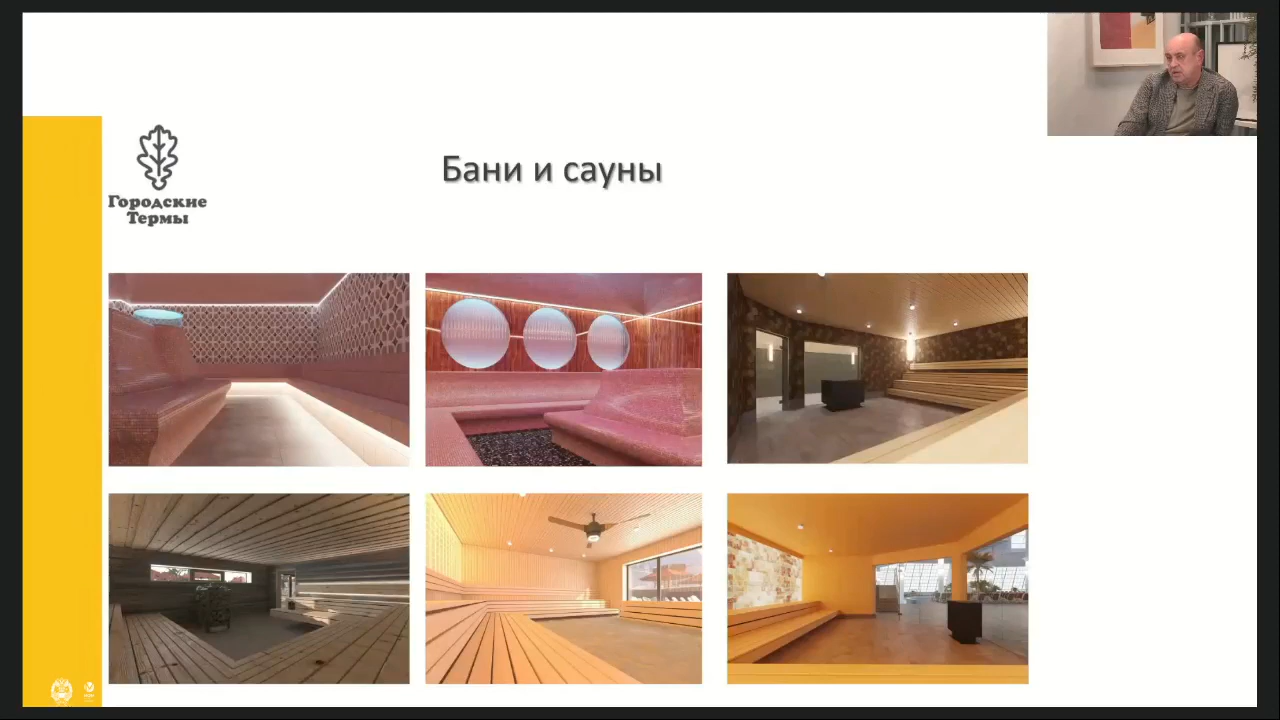 Бани и сауны
Городские
Термы